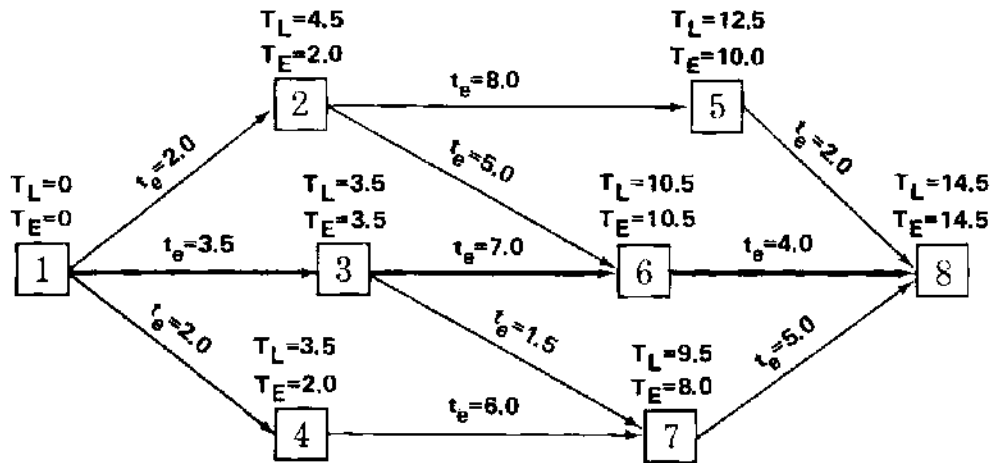 T_L=4.5
T_E=2.0
2
T_L=12.5
T_E=10.0
5
t_e=8.0
t_e=2.0
t_e=5.0
t_e=2.0
T_L=0
T_E=0
1
t_e=3.5
T_L=3.5
T_E=3.5
3
t_e=7.0
T_L=10.5
T_E=10.5
6
t_e=4.0
T_L=14.5
T_E=14.5
8
t_e=2.0
T_L=3.5
T_E=2.0
4
t_e=6.0
t_e=1.5
T_L=9.5
T_E=8.0
7
t_e=5.0